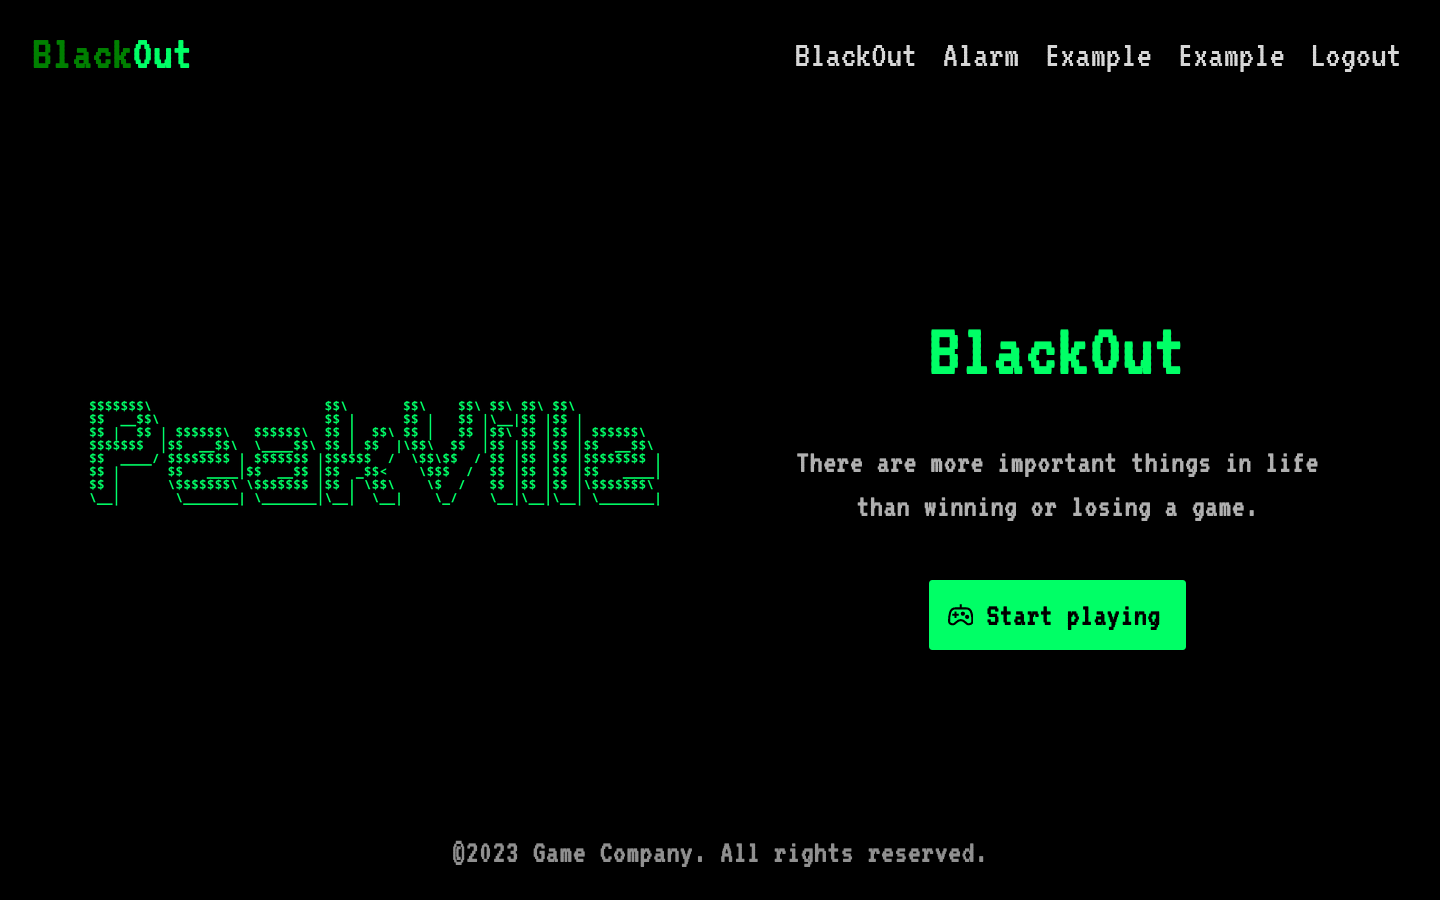 BlackOut
BlackOut Alarm Example Example Logout
PeakVille
BlackOut
There are more important things in life
than winning or losing a game.
Start playing
©2023 Game Company. All rights reserved.